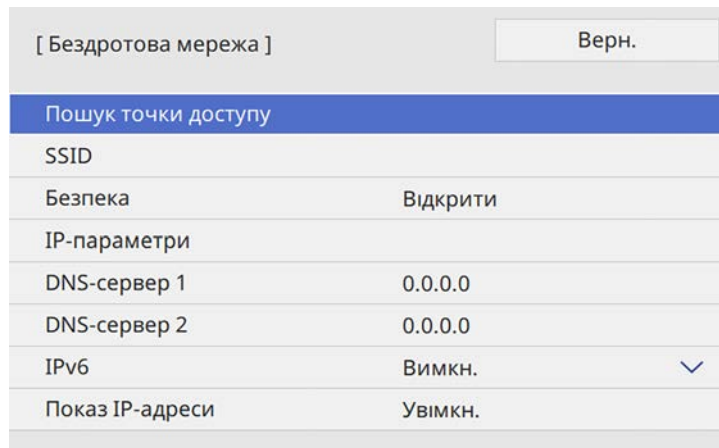 [ Бездротова мережа ] Верн.
Пошук точки доступу
SSID
Безпека Відкрити
IP-параметри
DNS-сервер 1 0.0.0.0
DNS-сервер 2 0.0.0.0
IPv6 Вимкн.
Показ IP-адреси Увімкн.